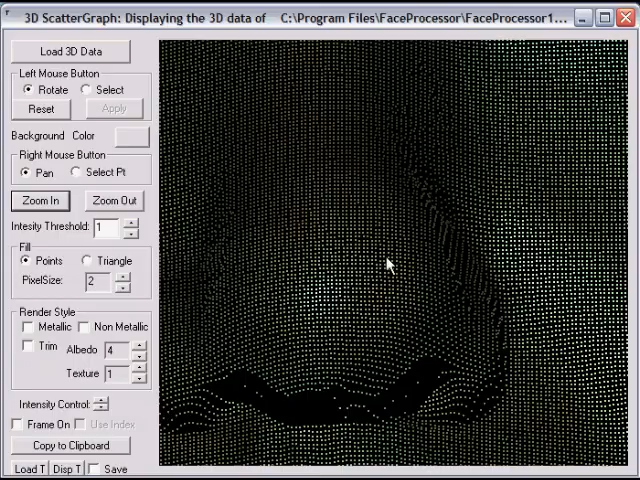 3D ScatterGraph: Displaying the 3D data of C:\Program Files\FaceProcessor\FaceProcessor1...
Load 3D Data
Left Mouse Button
Rotate Select
Reset Apply
Background Color
Right Mouse Button
Pan Select Pt
Zoom In Zoom Out
Intesity Threshold: 1
Fill
Points Triangle
PixelSize: 2
Render Style
Metallic Non Metallic
Trim Albedo 4
Texture 1
Intensity Control:
Frame On Use Index
Copy to Clipboard
Load T Disp T Save